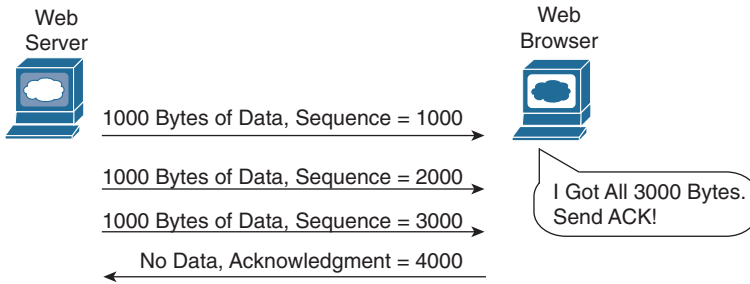 Web
Server
Web
Browser
1000 Bytes of Data, Sequence = 1000
1000 Bytes of Data, Sequence = 2000
1000 Bytes of Data, Sequence = 3000
No Data, Acknowledgment = 4000
I Got All 3000 Bytes.
Send ACK!